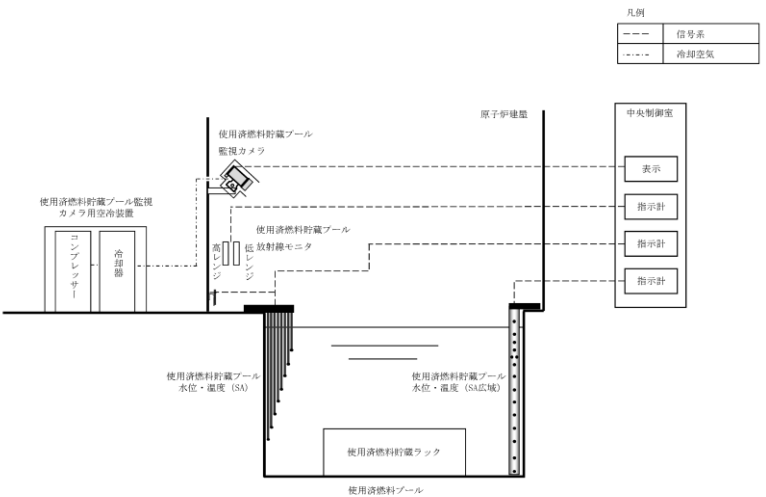 凡例
信号系
冷却空気
原子炉建屋
中央制御室
使用済燃料貯蔵プール
監視カメラ
表示
使用済燃料貯蔵プール監視
カメラ用空冷装置
コンプレッサー
冷却器
指示計
使用済燃料貯蔵プール
放射線モニタ
高レンジ
低レンジ
指示計
指示計
使用済燃料貯蔵プール
水位・温度（SA）
使用済燃料貯蔵プール
水位・温度（SA広域）
使用済燃料貯蔵ラック
使用済燃料プール